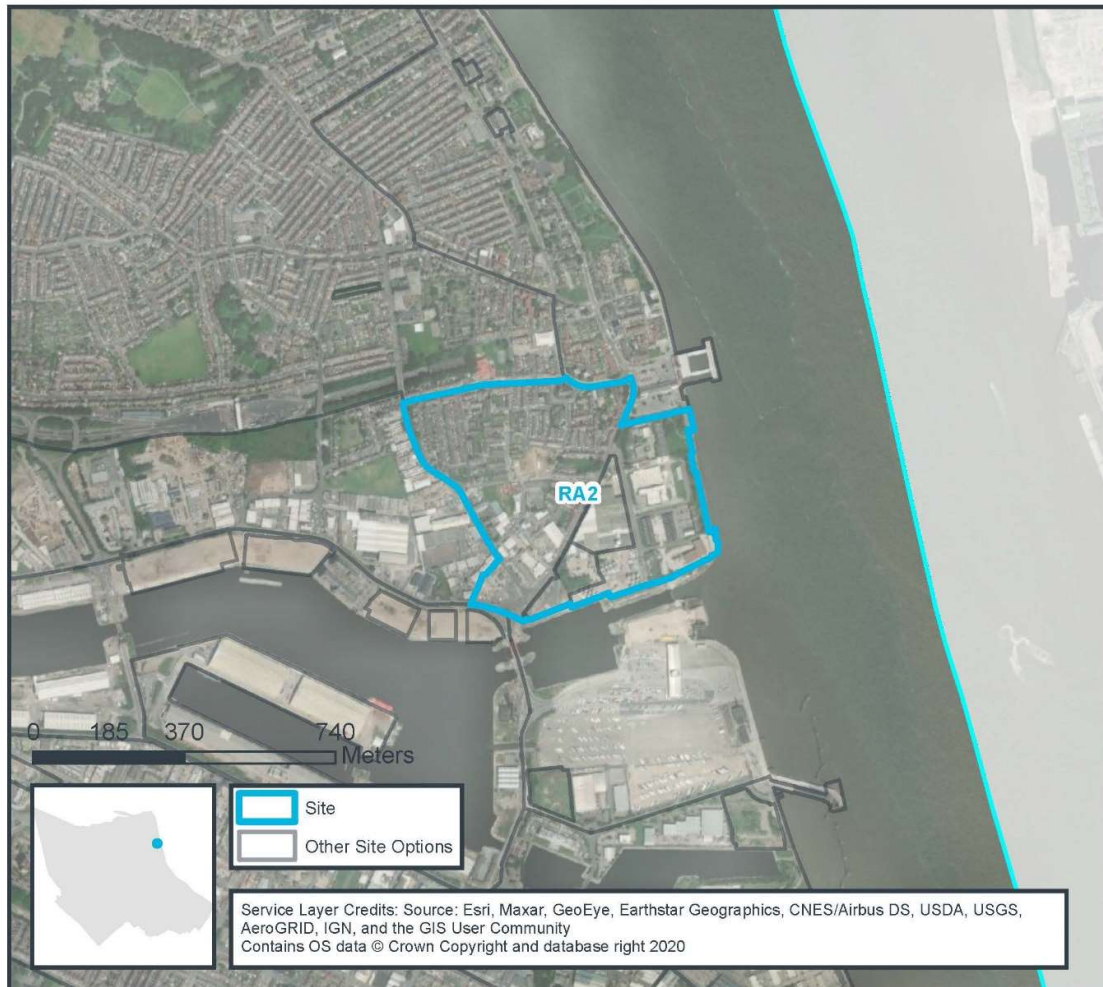 RA2
0 185 370 740
Meters
Site
Other Site Options
Service Layer Credits: Source: Esri, Maxar, GeoEye, Earthstar Geographics, CNES/Airbus DS, USDA, USGS,
AeroGRID, IGN, and the GIS User Community
Contains OS data © Crown Copyright and database right 2020